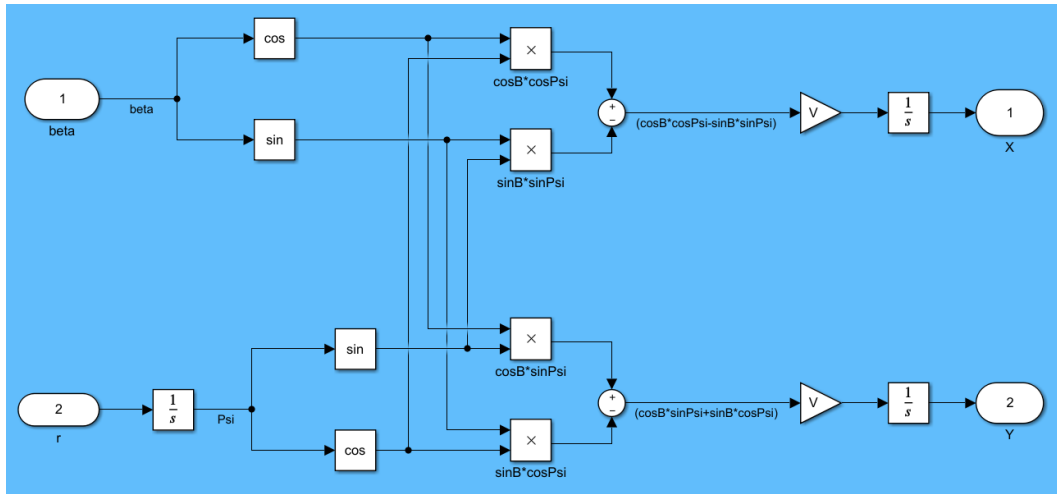 cos
×
cosB*cosPsi
1
beta
beta
+
−
(cosB*cosPsi-sinB*sinPsi)
V
1
s
1
X
sin
×
sinB*sinPsi
sin
×
cosB*sinPsi
2
r
1
s
Psi
+
−
(cosB*sinPsi+sinB*cosPsi)
V
1
s
2
Y
cos
×
sinB*cosPsi